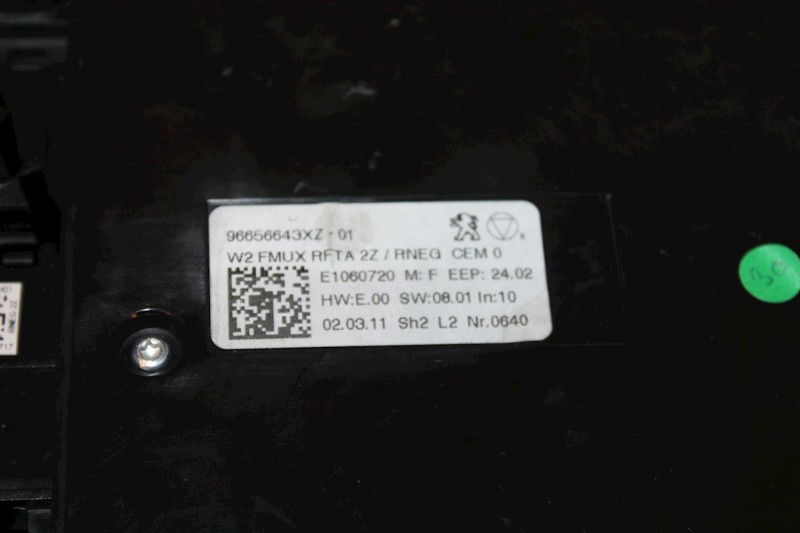 96656643XZ-01
W2 FMUX RFTA 2Z / RNEG CEM 0
E1060720 M: F EEP: 24.02
HW:E.00 SW:08.01 In:10
02.03.11 Sh2 L2 Nr.0640
30